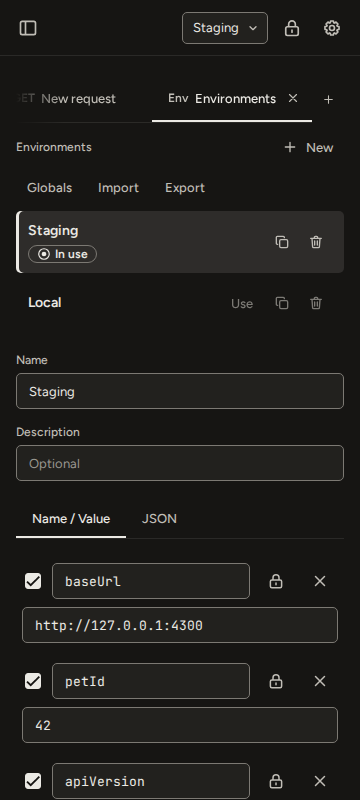 Staging
New request
Env Environments
Environments
New
Globals Import Export
Staging
In use
Local
Use
Name
Staging
Description
Optional
Name / Value JSON
baseUrl
http://127.0.0.1:4300
petId
42
apiVersion